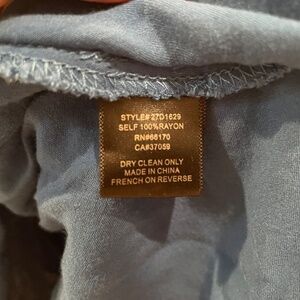 STYLE# 27D1629
SELF 100%RAYON
RN#66170
CA#37059
DRY CLEAN ONLY
MADE IN CHINA
FRENCH ON REVERSE